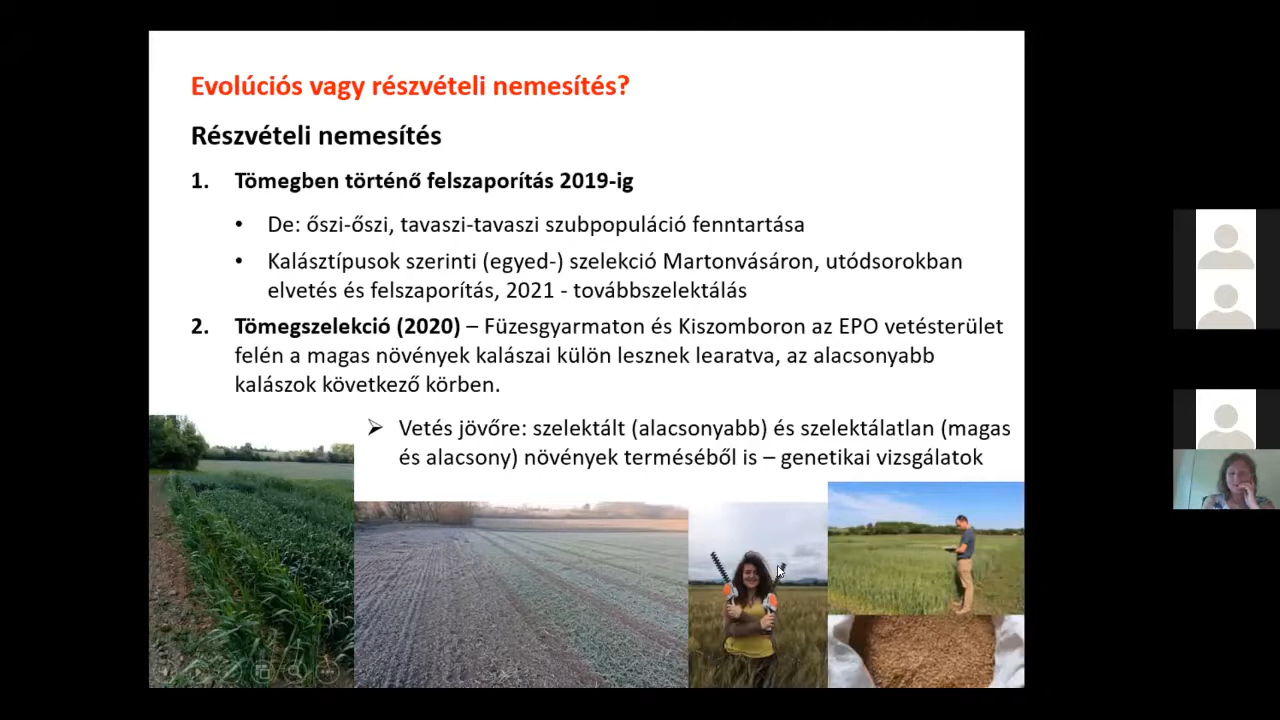 Evolúciós vagy részvételi nemesítés?
Részvételi nemesítés
1. Tömegben történő felszaporítás 2019-ig
• De: őszi-őszi, tavaszi-tavaszi szubpopuláció fenntartása
• Kalásztípusok szerinti (egyed-) szelekció Martonvásáron, utódsorokban
elvetés és felszaporítás, 2021 - továbbszelektálás
2. Tömegszelekció (2020) – Füzesgyarmaton és Kiszomboron az EPO vetésterület
felén a magas növények kalászai külön lesznek learatva, az alacsonyabb
kalászok következő körben.
➢ Vetés jövőre: szelektált (alacsonyabb) és szelektálatlan (magas
és alacsony) növények terméséből is – genetikai vizsgálatok